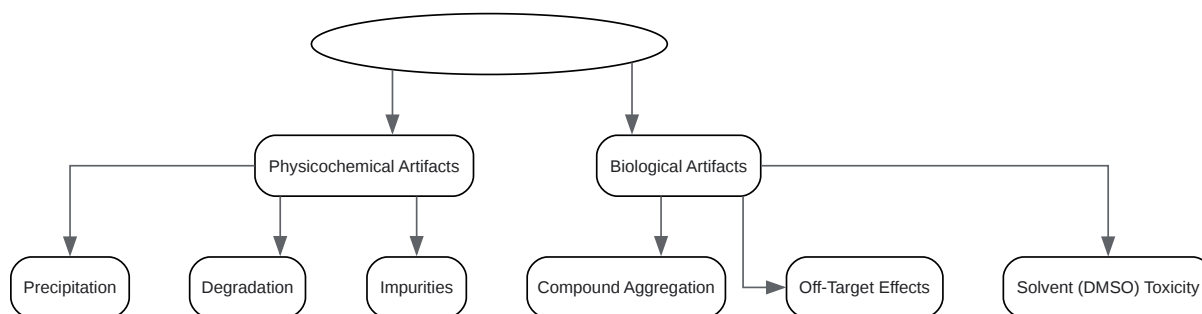 Physicochemical Artifacts
Biological Artifacts
Precipitation
Degradation
Impurities
Compound Aggregation
Off-Target Effects
Solvent (DMSO) Toxicity